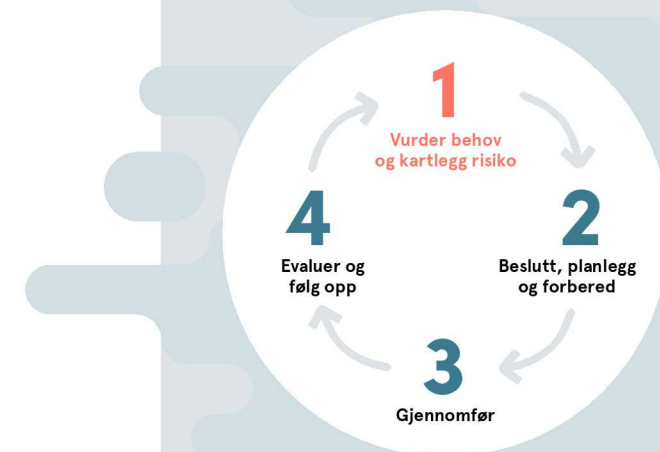 1
Vurder behov
og kartlegg risiko
2
Beslutt, planlegg
og forbered
3
Gjennomfør
4
Evaluer og
følg opp